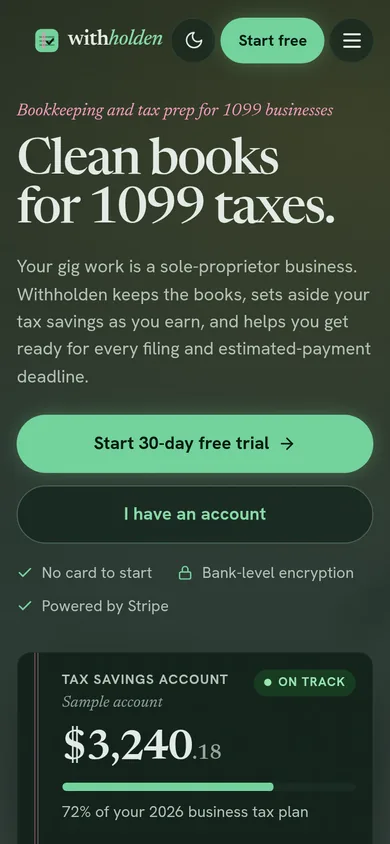 withholden
Start free
Bookkeeping and tax prep for 1099 businesses
Clean books
for 1099 taxes.
Your gig work is a sole-proprietor business.
Withholden keeps the books, sets aside your
tax savings as you earn, and helps you get
ready for every filing and estimated-payment
deadline.
Start 30-day free trial →
I have an account
No card to start
Bank-level encryption
Powered by Stripe
TAX SAVINGS ACCOUNT
ON TRACK
Sample account
$3,240.18
72% of your 2026 business tax plan